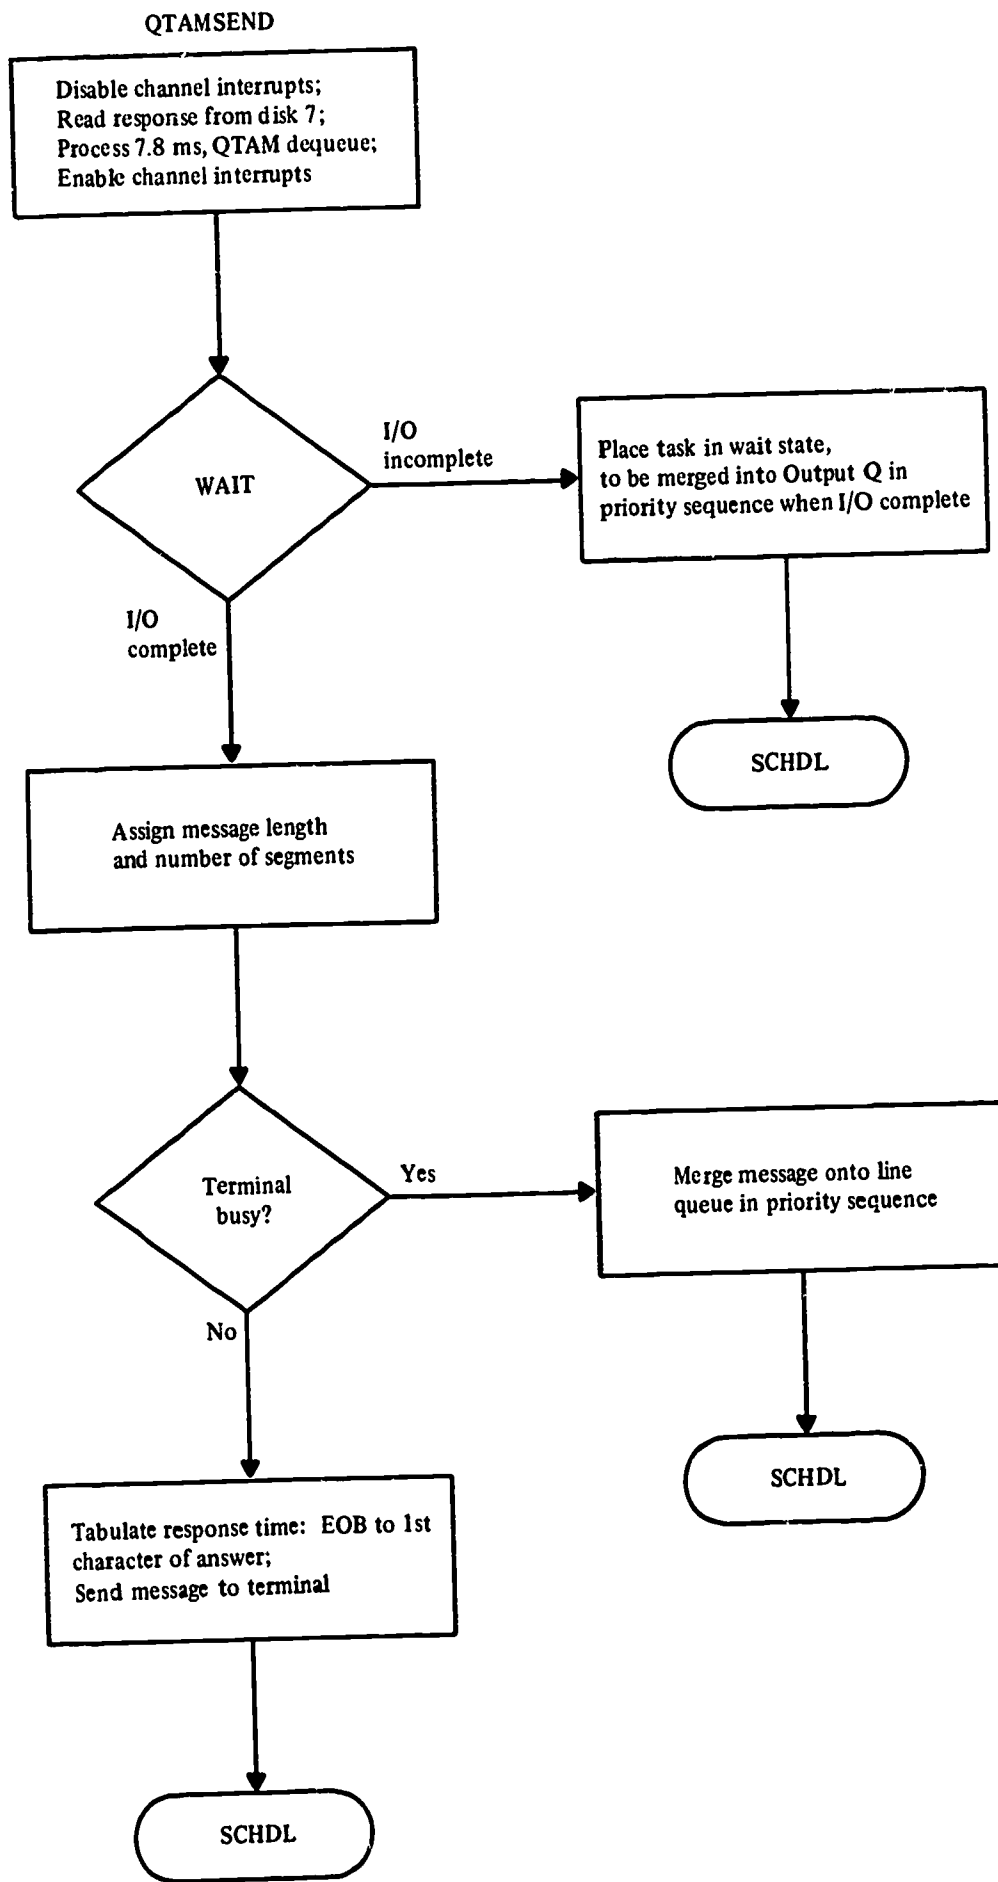 QTAMSEND
Disable channel interrupts;
Read response from disk 7;
Process 7.8 ms, QTAM dequeue;
Enable channel interrupts
WAIT
I/O
incomplete
Place task in wait state,
to be merged into Output Q in
priority sequence when I/O complete
I/O
complete
SCHDL
Assign message length
and number of segments
Terminal
busy?
Yes
Merge message onto line
queue in priority sequence
No
SCHDL
Tabulate response time: EOB to 1st
character of answer;
Send message to terminal
SCHDL